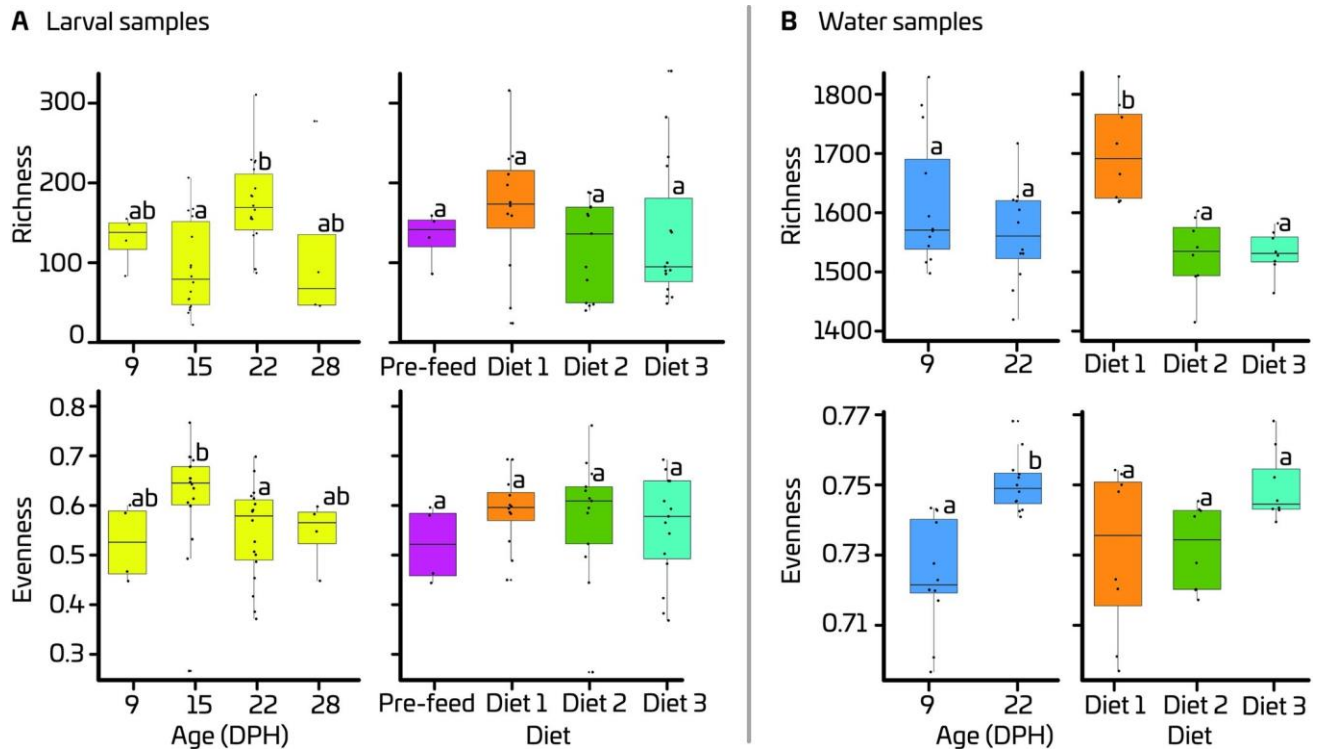 A Larval samples
Richness
300
200
100
0
ab
a
b
ab
9 15 22 28
a
a
a
a
Pre-feed Diet 1 Diet 2 Diet 3
Evenness
0.8
0.7
0.6
0.5
0.4
0.3
ab
b
a
ab
9 15 22 28
Age (DPH)
a
a
a
a
Pre-feed Diet 1 Diet 2 Diet 3
Diet
B Water samples
Richness
1800
1700
1600
1500
1400
a
a
9 22
b
a
a
Diet 1 Diet 2 Diet 3
Evenness
0.77
0.75
0.73
0.71
a
b
9 22
Age (DPH)
a
a
a
Diet 1 Diet 2 Diet 3
Diet